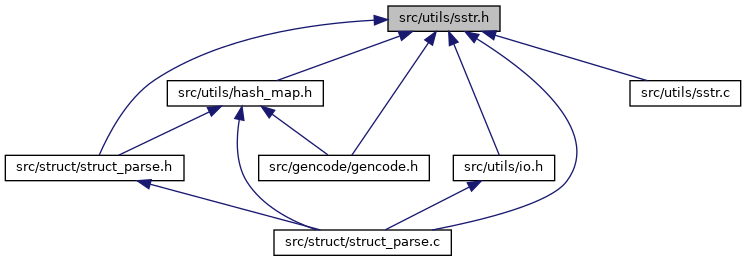 src/utils/sstr.h
src/utils/hash_map.h
src/utils/sstr.c
src/struct/struct_parse.h
src/gencode/gencode.h
src/utils/io.h
src/struct/struct_parse.c